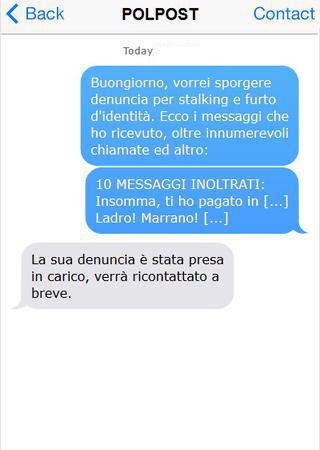 Back POLPOST Contact
Today
Buongiorno, vorrei sporgere
denuncia per stalking e furto
d'identità. Ecco i messaggi che
ho ricevuto, oltre innumerevoli
chiamate ed altro:
10 MESSAGGI INOLTRATI:
Insomma, ti ho pagato in [...]
Ladro! Marrano! [...]
La sua denuncia è stata presa
in carico, verrà ricontattato a
breve.